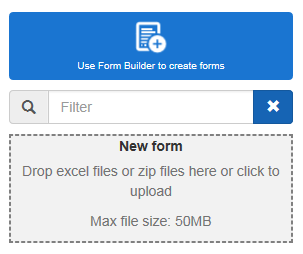 Use Form Builder to create forms
Filter
New form
Drop excel files or zip files here or click to
upload
Max file size: 50MB